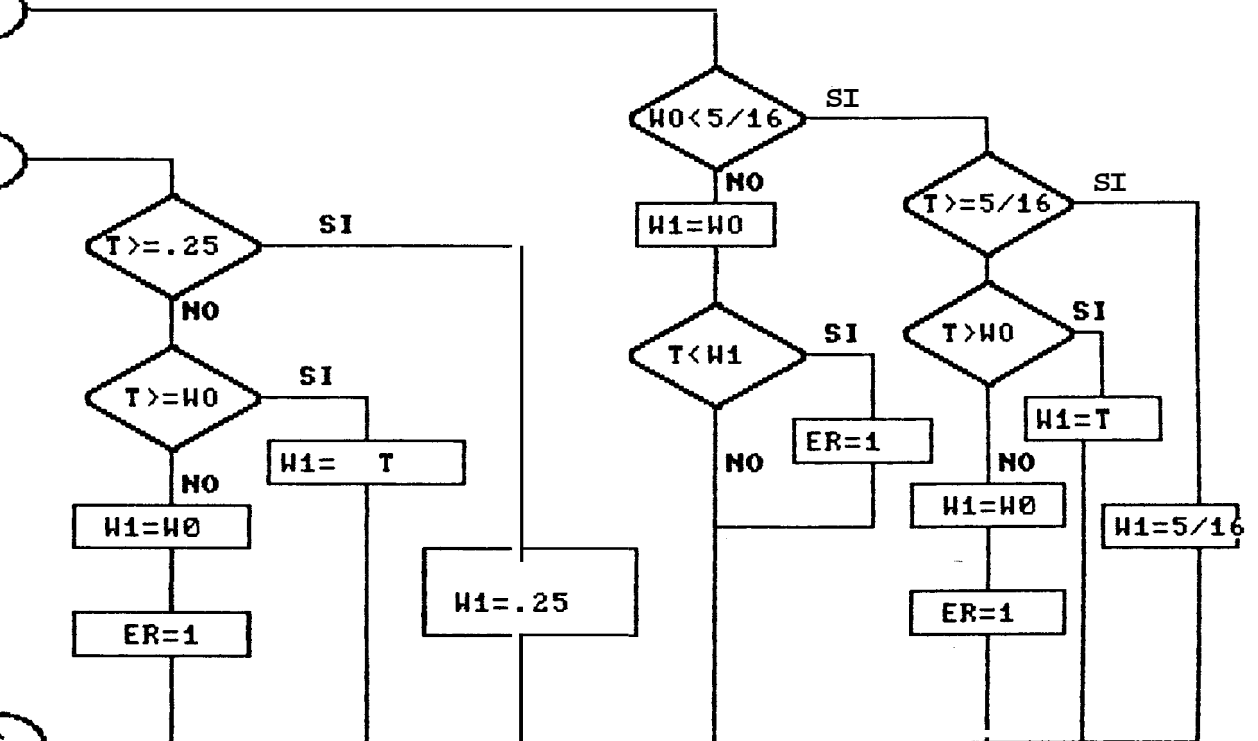 SI
W0<5/16
NO
SI
T>=5/16
W1=W0
SI
T>=.25
NO
SI
T>W0
SI
T<W1
SI
T>=W0
W1=T
ER=1
W1= T
NO
NO
NO
W1=W0
W1=W0
W1=5/16
W1=.25
ER=1
ER=1